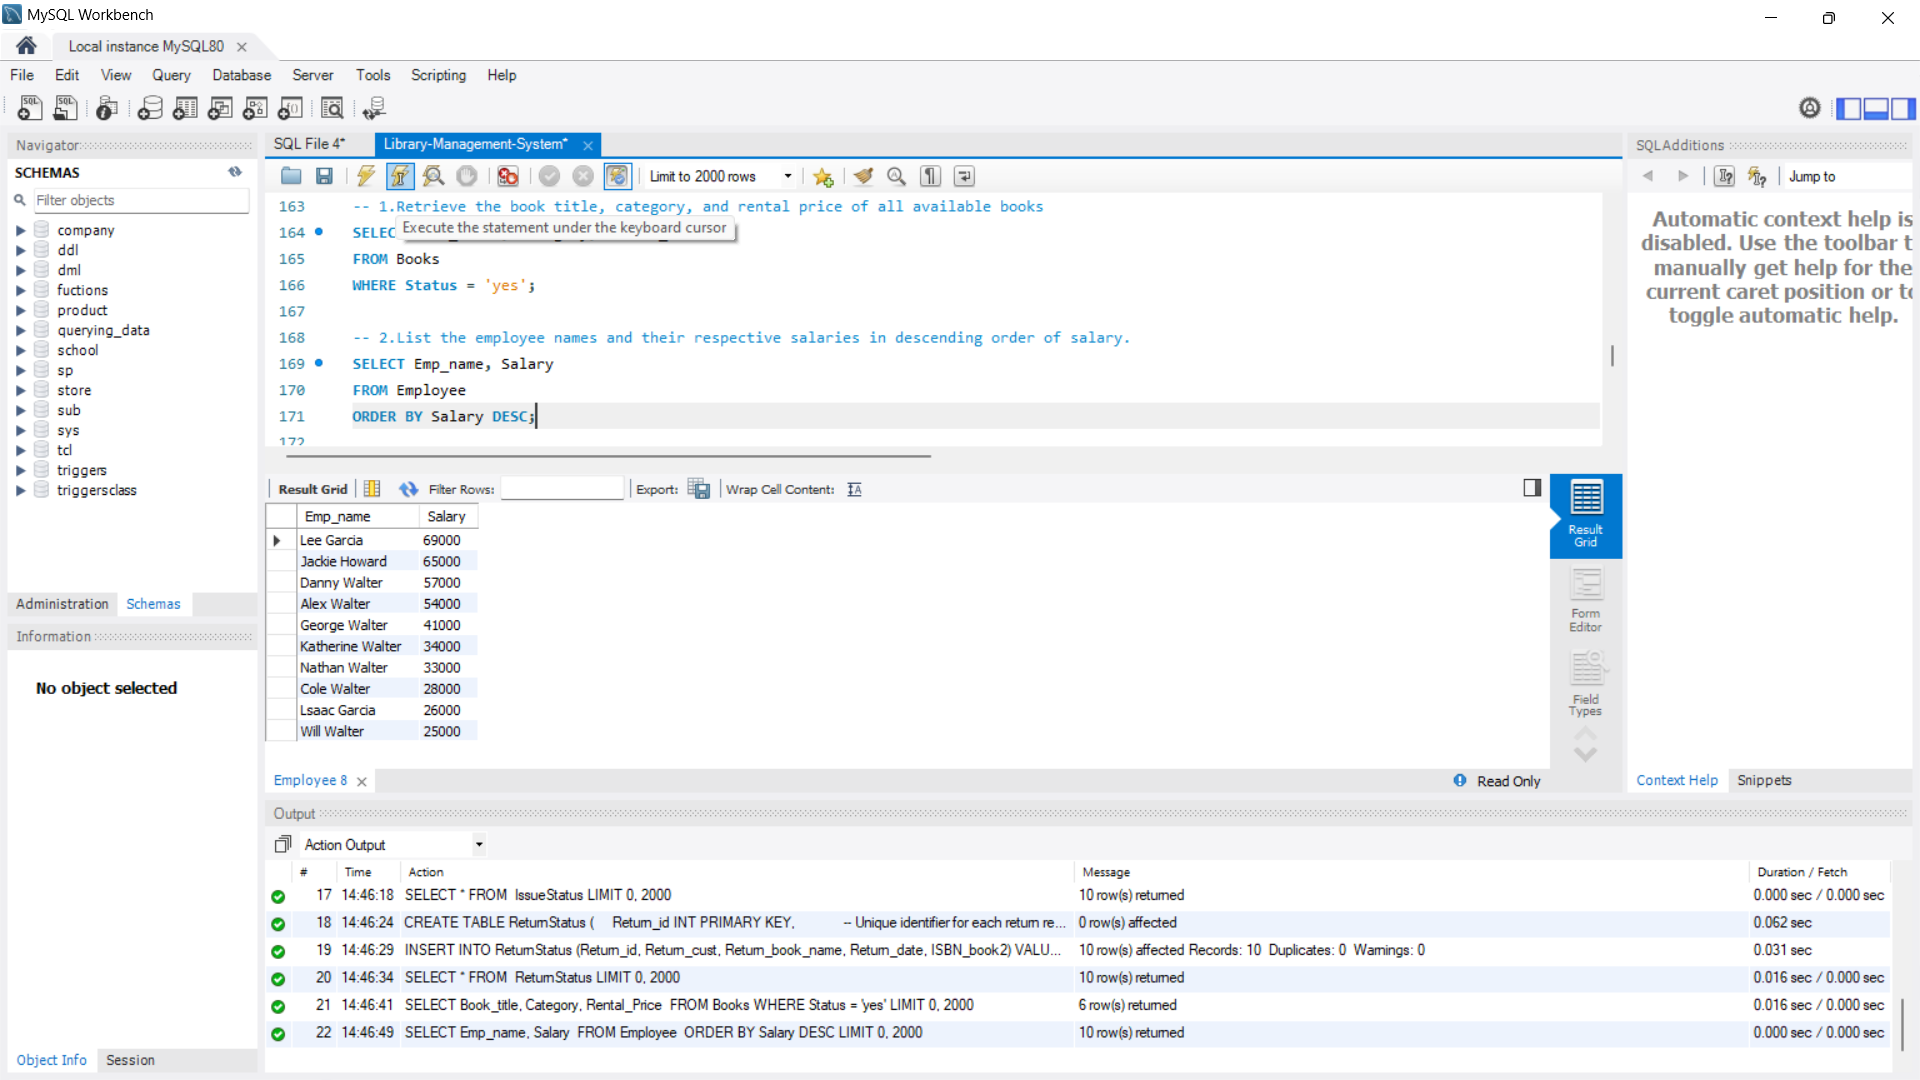 MySQL Workbench
Local instance MySQL80
File Edit View Query Database Server Tools Scripting Help
Navigator
SCHEMAS
Filter objects
company
ddl
dml
fuctions
product
querying_data
school
sp
store
sub
sys
tcl
triggers
triggersclass
Administration Schemas
Information
No object selected
Object Info Session
SQL File 4* Library-Management-System*
Limit to 2000 rows
163 -- 1.Retrieve the book title, category, and rental price of all available books
Execute the statement under the keyboard cursor
164 SELEC
165 FROM Books
166 WHERE Status = 'yes';
167
168 -- 2.List the employee names and their respective salaries in descending order of salary.
169 SELECT Emp_name, Salary
170 FROM Employee
171 ORDER BY Salary DESC;
172
Result Grid Filter Rows: Export: Wrap Cell Content:
Emp_name Salary
Lee Garcia 69000
Jackie Howard 65000
Danny Walter 57000
Alex Walter 54000
George Walter 41000
Katherine Walter 34000
Nathan Walter 33000
Cole Walter 28000
Lsaac Garcia 26000
Will Walter 25000
Result
Grid
Form
Editor
Field
Types
Employee 8 Read Only
SQLAdditions
Jump to
Automatic context help is
disabled. Use the toolbar t
manually get help for the
current caret position or to
toggle automatic help.
Context Help Snippets
Output
Action Output
# Time Action Message Duration / Fetch
17 14:46:18 SELECT * FROM IssueStatus LIMIT 0, 2000 10 row(s) returned 0.000 sec / 0.000 sec
18 14:46:24 CREATE TABLE ReturnStatus ( Return_id INT PRIMARY KEY, -- Unique identifier for each return re... 0 row(s) affected 0.062 sec
19 14:46:29 INSERT INTO ReturnStatus (Return_id, Return_cust, Return_book_name, Return_date, ISBN_book2) VALU... 10 row(s) affected Records: 10 Duplicates: 0 Warnings: 0 0.031 sec
20 14:46:34 SELECT * FROM ReturnStatus LIMIT 0, 2000 10 row(s) returned 0.016 sec / 0.000 sec
21 14:46:41 SELECT Book_title, Category, Rental_Price FROM Books WHERE Status = 'yes' LIMIT 0, 2000 6 row(s) returned 0.016 sec / 0.000 sec
22 14:46:49 SELECT Emp_name, Salary FROM Employee ORDER BY Salary DESC LIMIT 0, 2000 10 row(s) returned 0.000 sec / 0.000 sec